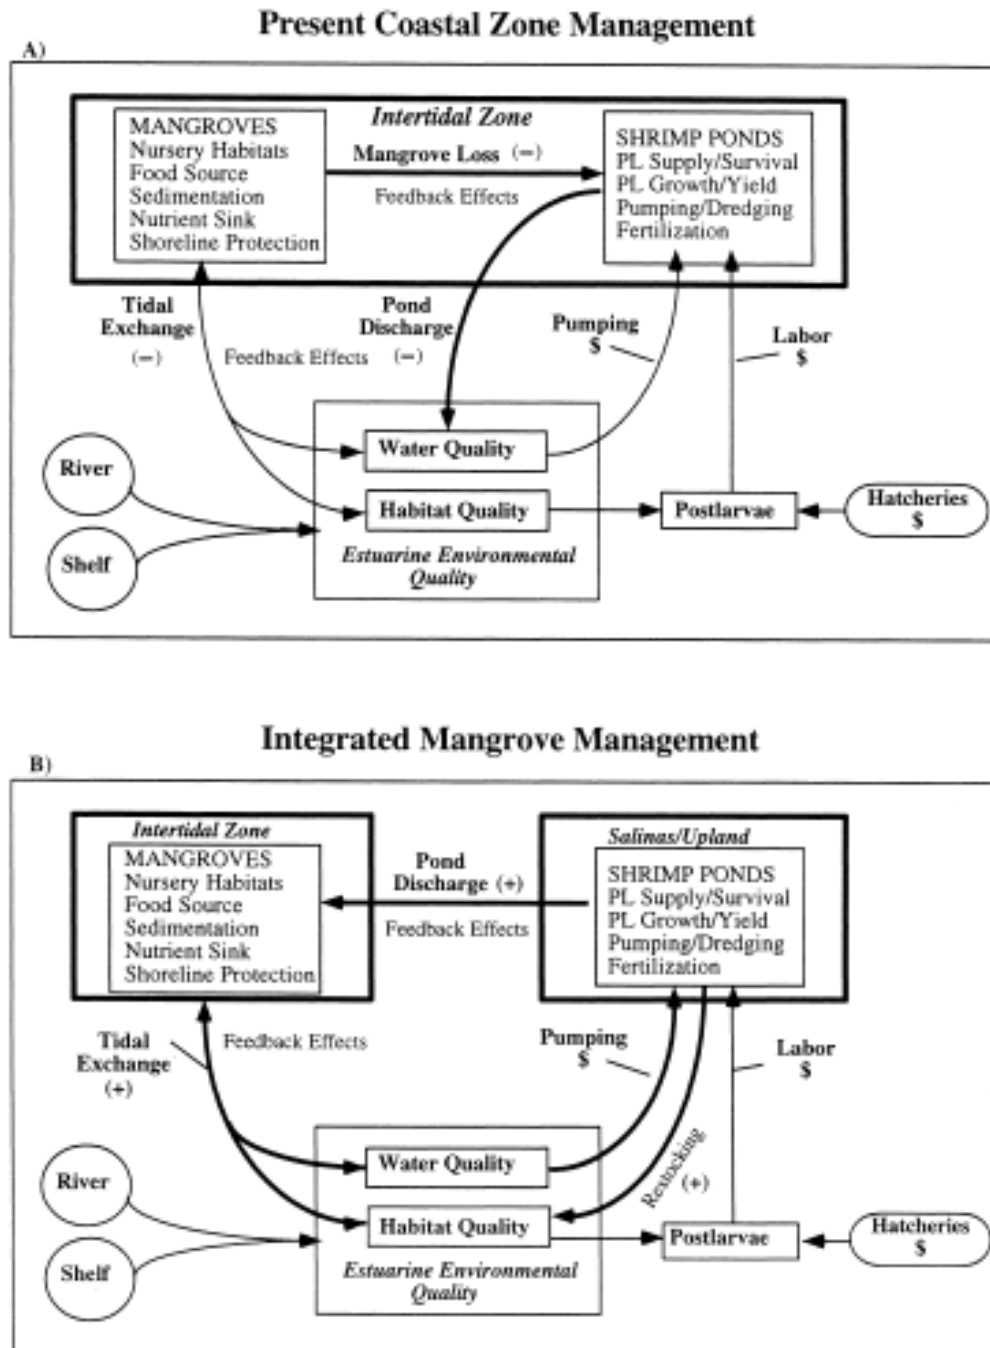 Present Coastal Zone Management
A)
Intertidal Zone
MANGROVES
Nursery Habitats
Food Source
Sedimentation
Nutrient Sink
Shoreline Protection
Mangrove Loss (−)
Feedback Effects
SHRIMP PONDS
PL Supply/Survival
PL Growth/Yield
Pumping/Dredging
Fertilization
Tidal
Exchange
(−)
Feedback Effects
Pond
Discharge
(−)
Pumping
$
Labor
$
River
Shelf
Water Quality
Habitat Quality
Estuarine Environmental
Quality
Postlarvae
Hatcheries
$
Integrated Mangrove Management
B)
Intertidal Zone
MANGROVES
Nursery Habitats
Food Source
Sedimentation
Nutrient Sink
Shoreline Protection
Pond
Discharge (+)
Feedback Effects
Salinas/Upland
SHRIMP PONDS
PL Supply/Survival
PL Growth/Yield
Pumping/Dredging
Fertilization
Tidal
Exchange
(+)
Feedback Effects
Pumping
$
Restocking
(+)
Labor
$
River
Shelf
Water Quality
Habitat Quality
Estuarine Environmental
Quality
Postlarvae
Hatcheries
$